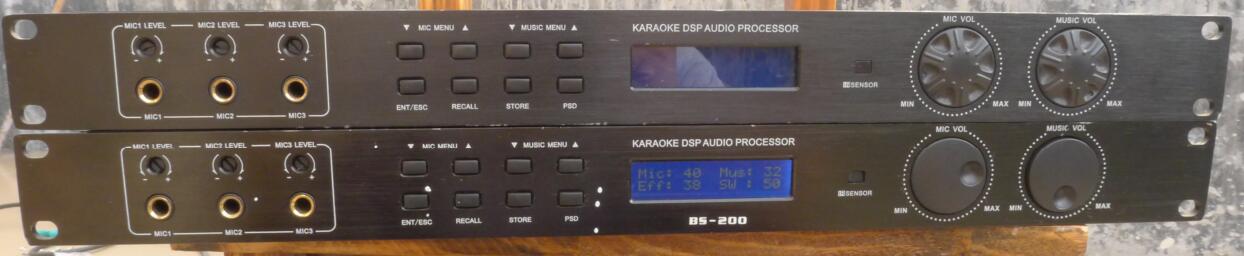 MIC1 LEVEL MIC2 LEVEL MIC3 LEVEL
▼ MIC MENU ▲ ▼ MUSIC MENU ▲
KARAOKE DSP AUDIO PROCESSOR
MIC VOL MUSIC VOL
- + - + - +
SENSOR
ENT/ESC RECALL STORE PSD
MIN MAX MIN MAX
MIC1 MIC2 MIC3
MIC1 LEVEL MIC2 LEVEL MIC3 LEVEL
▼ MIC MENU ▲ ▼ MUSIC MENU ▲
KARAOKE DSP AUDIO PROCESSOR
MIC VOL MUSIC VOL
- + - + - +
Mic: 40 Mus: 32
Eff: 38 SW : 50
SENSOR
ENT/ESC RECALL STORE PSD
BS-200
MIN MAX MIN MAX
MIC1 MIC2 MIC3